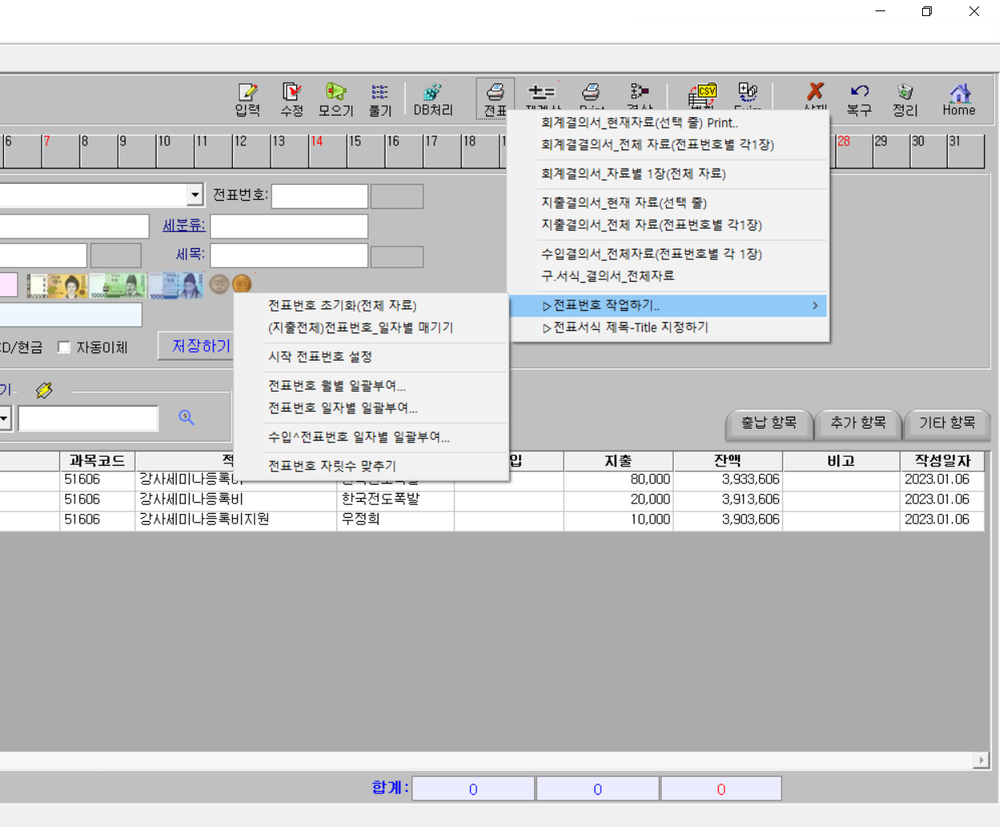 입력 수정 모으기 풀기 DB처리 전표 복구 정리 Home
CSV
6 7 8 9 10 11 12 13 14 15 16 17 18 28 29 30 31
전표번호:
세분류:
세목:
CD/현금 자동이체 저장하기
회계결의서_현재자료(선택 줄) Print..
회계결결의서_전체 자료(전표번호별 각1장)
회계결의서_자료별 1장(전체 자료)
지출결의서_현재 자료(선택 줄)
지출결의서_전체 자료(전표번호별 각1장)
수입결의서_전체자료(전표번호별 각 1장)
구.서식_결의서_전체자료
▷전표번호 작업하기.. >
▷전표서식 제목-Title 지정하기
전표번호 초기화(전체 자료)
(지출전체)전표번호_일자별 매기기
시작 전표번호 설정
전표번호 월별 일괄부여...
전표번호 일자별 일괄부여...
수입^전표번호 일자별 일괄부여...
전표번호 자릿수 맞추기
출납 항목 추가 항목 기타 항목
과목코드 적 입 지출 잔액 비고 작성일자
51606 강사세미나등록비 80,000 3,933,606 2023.01.06
51606 강사세미나등록비 한국전도폭발 20,000 3,913,606 2023.01.06
51606 강사세미나등록비지원 우정희 10,000 3,903,606 2023.01.06
합계: 0 0 0